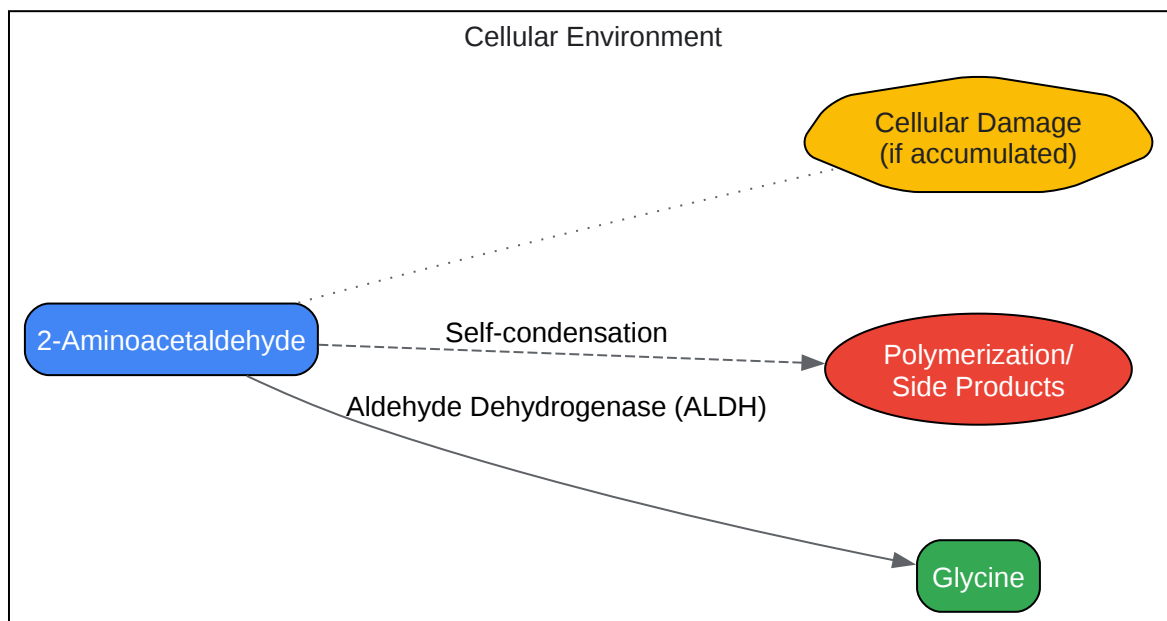 Cellular Environment
Cellular Damage
(if accumulated)
2-Aminoacetaldehyde
Self-condensation
Polymerization/
Side Products
Aldehyde Dehydrogenase (ALDH)
Glycine